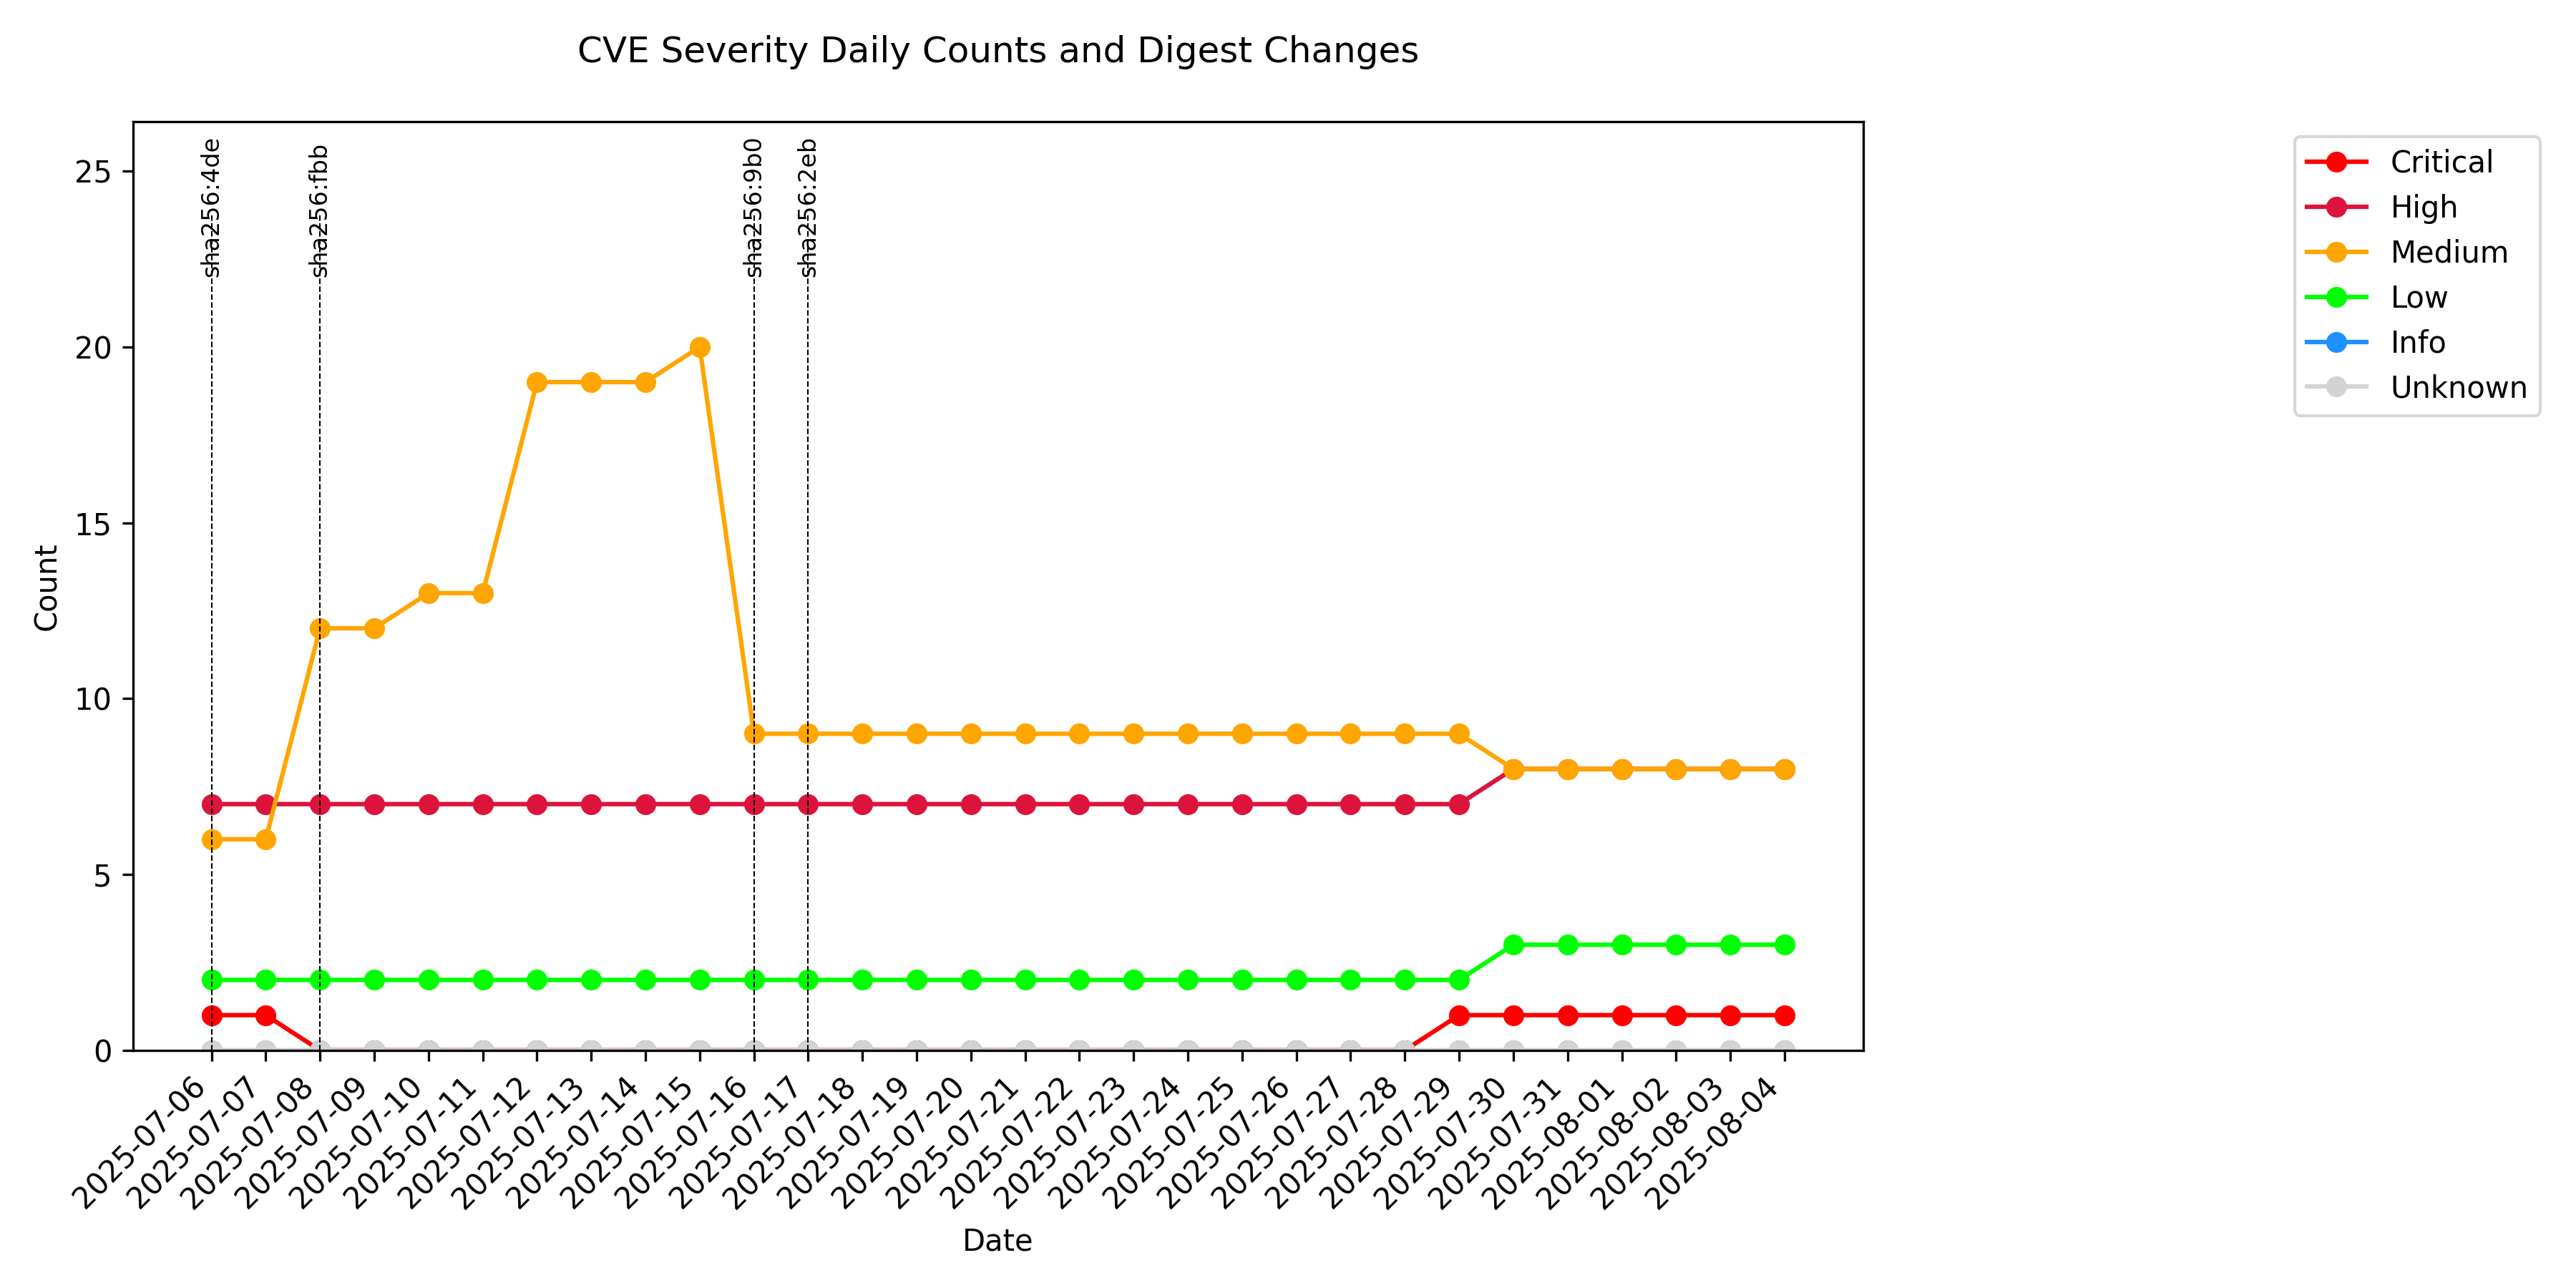 CVE Severity Daily Counts and Digest Changes
sha256:4de
sha256:fbb
sha256:9b0
sha256:2eb
Critical
High
Medium
Low
Info
Unknown
25
20
15
10
5
0
Count
2025-07-06
2025-07-07
2025-07-08
2025-07-09
2025-07-10
2025-07-11
2025-07-12
2025-07-13
2025-07-14
2025-07-15
2025-07-16
2025-07-17
2025-07-18
2025-07-19
2025-07-20
2025-07-21
2025-07-22
2025-07-23
2025-07-24
2025-07-25
2025-07-26
2025-07-27
2025-07-28
2025-07-29
2025-07-30
2025-07-31
2025-08-01
2025-08-02
2025-08-03
2025-08-04
Date